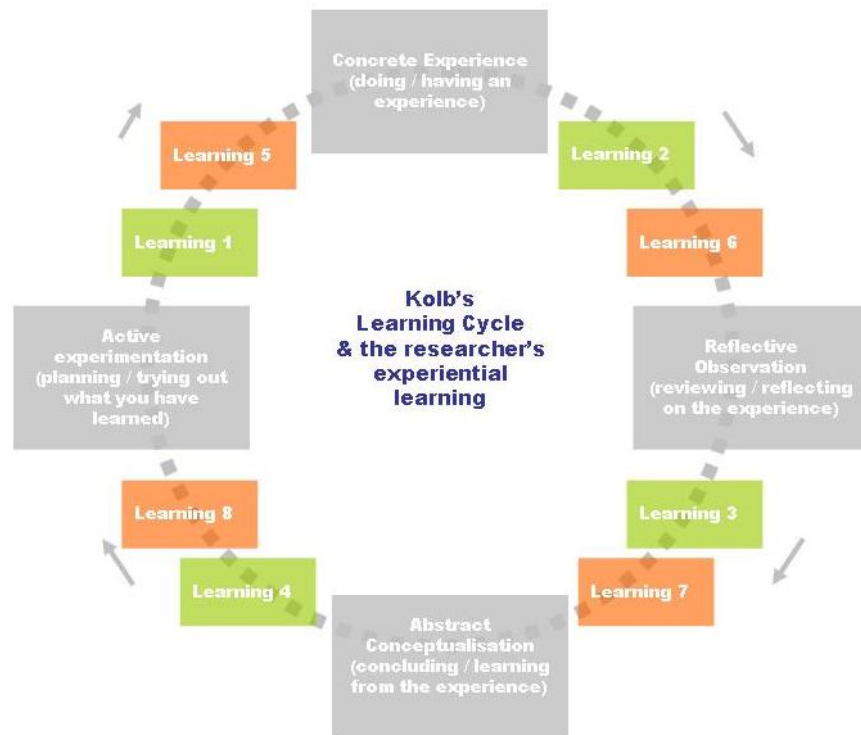 Concrete Experience
(doing / having an
experience)
Learning 5
Learning 2
Learning 1
Learning 6
Kolb's
Learning Cycle
& the researcher's
experiential
learning
Active
experimentation
(planning / trying out
what you have
learned)
Reflective
Observation
(reviewing / reflecting
on the experience)
Learning 8
Learning 3
Learning 4
Learning 7
Abstract
Conceptualisation
(concluding / learning
from the experience)